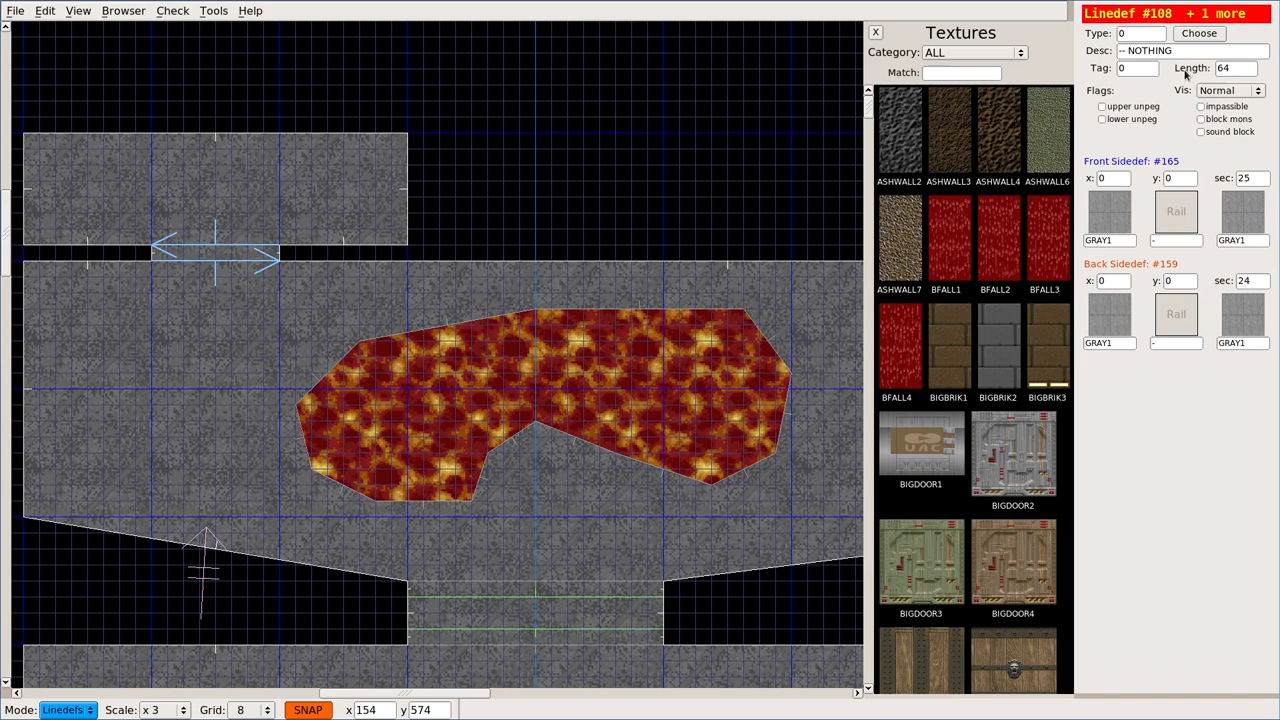 File Edit View Browser Check Tools Help
X Textures
Category: ALL
Match:
ASHWALL2 ASHWALL3 ASHWALL4 ASHWALL6
ASHWALL7 BFALL1 BFALL2 BFALL3
BFALL4 BIGBRIK1 BIGBRIK2 BIGBRIK3
UAC
BIGDOOR1 BIGDOOR2
BIGDOOR3 BIGDOOR4
Linedef #108 + 1 more
Type: 0 Choose
Desc: -- NOTHING
Tag: 0 Length: 64
Flags: Vis: Normal
upper unpeg impassible
lower unpeg block mons
sound block
Front Sidedef: #165
x: 0 y: 0 sec: 25
Rail
GRAY1 - GRAY1
Back Sidedef: #159
x: 0 y: 0 sec: 24
Rail
GRAY1 - GRAY1
Mode: Linedefs Scale: x 3 Grid: 8 SNAP x 154 y 574